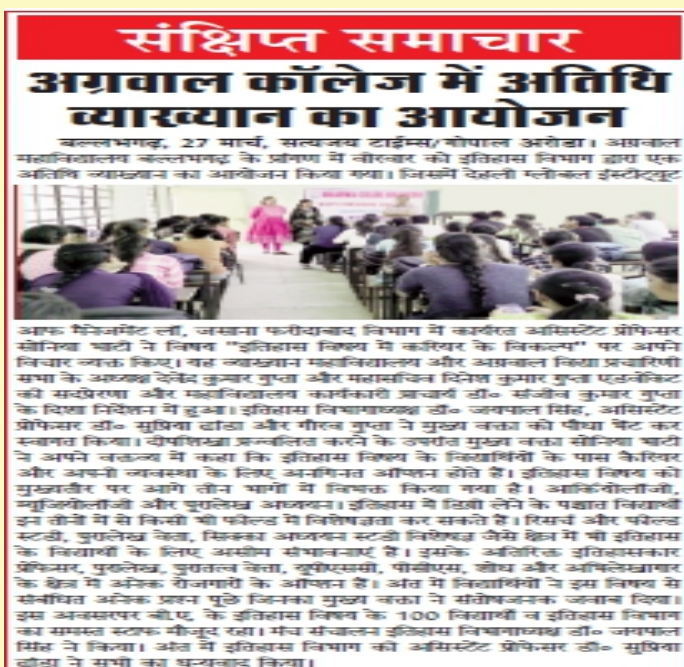 संक्षिप्त समाचार
अग्रवाल कॉलेज में अतिथि
व्याख्यान का आयोजन
बल्लभगढ़, 27 मार्च, सत्यजय टाईम्स/गोपाल अरोड़ा। अग्रवाल
महाविद्यालय बल्लभगढ़ के प्रांगण में वीरवार को इतिहास विभाग द्वारा एक
अतिथि व्याख्यान का आयोजन किया गया। जिसमें देहली ग्लोबल इंस्टीट्यूट
आफ मैनेजमेंट लॉ, जसाना फरीदाबाद विभाग में कार्यरत असिस्टेंट प्रोफेसर
सोनिया भाटी ने विषय "इतिहास विषय में करियर के विकल्प" पर अपने
विचार व्यक्त किए। यह व्याख्यान महाविद्यालय और अग्रवाल विद्या प्रचारिणी
सभा के अध्यक्ष देवेंद्र कुमार गुप्ता और महासचिव दिनेश कुमार गुप्ता एडवोकेट
की सदप्रेरणा और महाविद्यालय कार्यकारी प्राचार्य डॉ॰ संजीव कुमार गुप्ता
के दिशा निर्देशन में हुआ। इतिहास विभागाध्यक्ष डॉ॰ जयपाल सिंह, असिस्टेंट
प्रोफेसर डॉ॰ सुप्रिया ढांडा और गौरव गुप्ता ने मुख्य वक्ता को पौधा भेंट कर
स्वागत किया। दीपशिखा प्रज्वलित करने के उपरांत मुख्य वक्ता सोनिया भाटी
ने अपने वक्तव्य में कहा कि इतिहास विषय के विद्यार्थियों के पास कैरियर
और अपनी व्यवस्था के लिए अनगिनत ऑप्शन होते हैं। इतिहास विषय को
मुख्यतौर पर आगे तीन भागों में विभक्त किया गया है। आर्कियोलॉजी,
म्यूजियोलॉजी और पुरालेख अध्ययन। इतिहास में डिग्री लेने के पश्चात विद्यार्थी
इन तीनों में से किसी भी फील्ड में विशेषज्ञता कर सकते हैं। रिसर्च और फील्ड
स्टडी, पुरालेख वेता, सिक्का अध्ययन स्टडी विशेषज्ञ जैसे क्षेत्र में भी इतिहास
के विद्यार्थी के लिए असीम संभावनाएं है। इसके अतिरिक्त इतिहासकार
प्रोफेसर, पुरालेख, पुरातत्व वेता, यूपीएससी, पीसीएस, शोध और अभिलेखागार
के क्षेत्र में अनेक रोजगारी के ऑप्शन है। अंत में विद्यार्थियों ने इस विषय से
संबंधित अनेक प्रश्न पूछे जिनका मुख्य वक्ता ने संतोषजनक जवाब दिया।
इस अवसरपर बी.ए. के इतिहास विषय के 100 विद्यार्थी व इतिहास विभाग
का समस्त स्टाफ मौजूद रहा। मंच संचालन इतिहास विभागाध्यक्ष डॉ॰ जयपाल
सिंह ने किया। अंत में इतिहास विभाग की असिस्टेंट प्रोफेसर डॉ॰ सुप्रिया
ढांडा ने सभी का धन्यवाद किया।